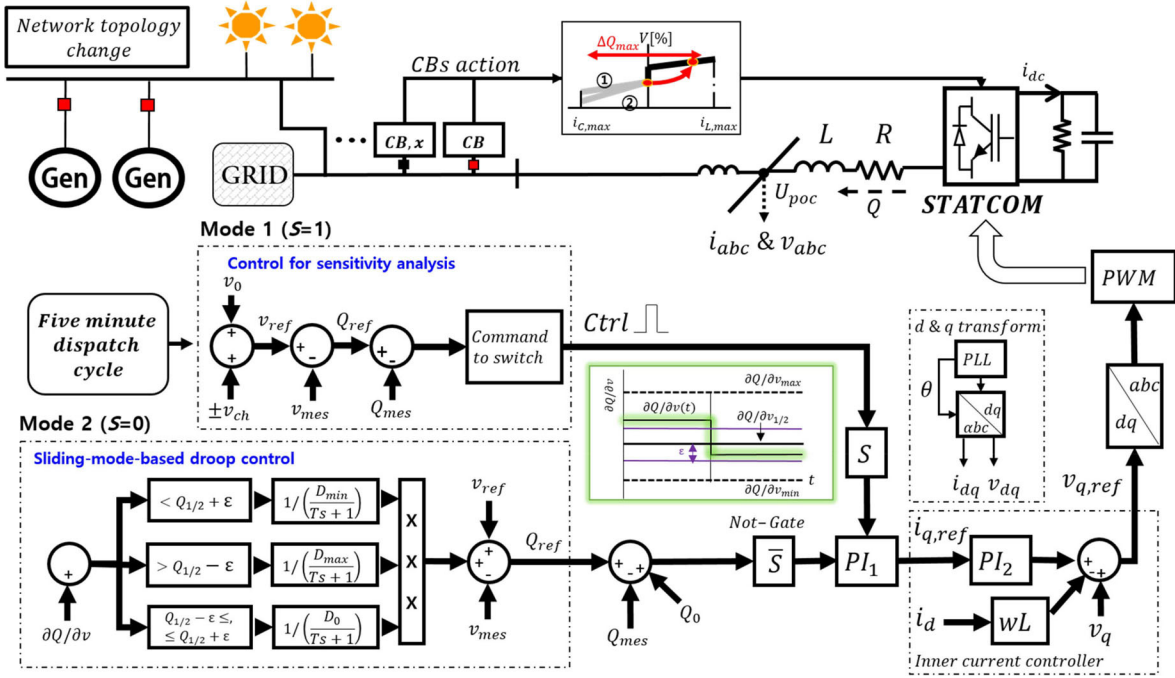 Network topology
change
CBs action
ΔQmax
V[%]
①
②
iC,max
iL,max
idc
CB,x
CB
L
R
Gen
Gen
GRID
Upoc
Q
STATCOM
iabc & vabc
Mode 1 (S=1)
Control for sensitivity analysis
v0
Five minute
dispatch
cycle
+
+
vref
+
-
Qref
+
-
Command
to switch
Ctrl
±vch
vmes
Qmes
PWM
d & q transform
PLL
θ
dq
abc
idq
vdq
abc
dq
vq,ref
∂Q/∂v
∂Q/∂vmax
∂Q/∂v(t)
∂Q/∂v1/2
ε
t
∂Q/∂vmin
S
Mode 2 (S=0)
Sliding-mode-based droop control
< Q1/2 + ε
1/(Dmin/Ts + 1)
X
> Q1/2 − ε
1/(Dmax/Ts + 1)
X
Q1/2 − ε ≤,
≤ Q1/2 + ε
1/(D0/Ts + 1)
X
+
∂Q/∂v
vref
+
+
-
vmes
Qref
+
-
+
Qmes
Q0
Not–Gate
S̅
PI1
iq,ref
PI2
+
-
+
id
wL
vq
Inner current controller